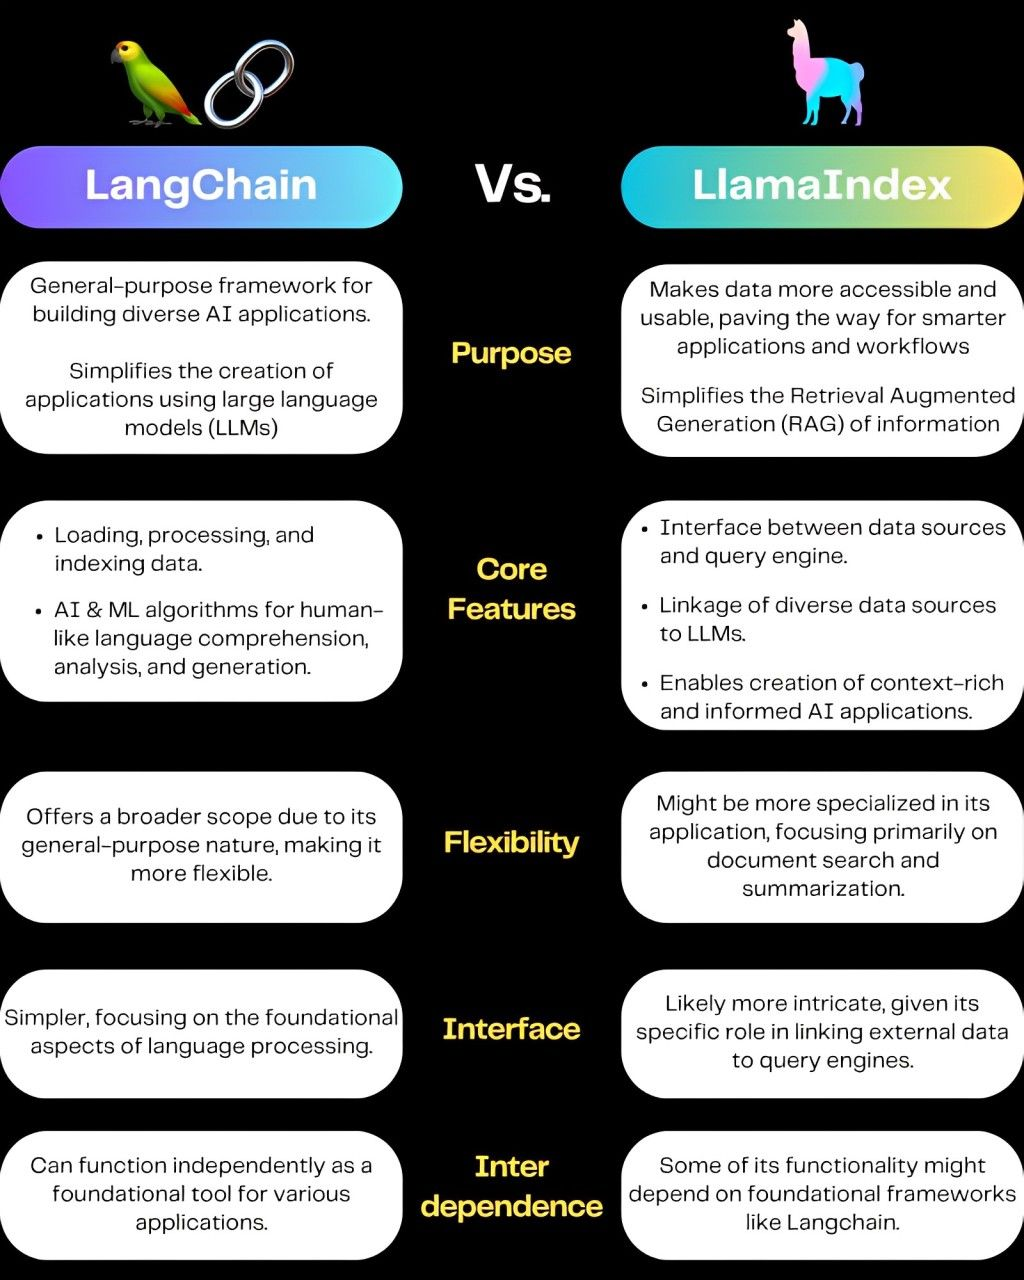 LangChain
Vs.
LlamaIndex
General-purpose framework for
building diverse AI applications.
Simplifies the creation of
applications using large language
models (LLMs)
Purpose
Makes data more accessible and
usable, paving the way for smarter
applications and workflows
Simplifies the Retrieval Augmented
Generation (RAG) of information
• Loading, processing, and
indexing data.
• AI & ML algorithms for human-
like language comprehension,
analysis, and generation.
Core
Features
• Interface between data sources
and query engine.
• Linkage of diverse data sources
to LLMs.
• Enables creation of context-rich
and informed AI applications.
Offers a broader scope due to its
general-purpose nature, making it
more flexible.
Flexibility
Might be more specialized in its
application, focusing primarily on
document search and
summarization.
Simpler, focusing on the foundational
aspects of language processing.
Interface
Likely more intricate, given its
specific role in linking external data
to query engines.
Can function independently as a
foundational tool for various
applications.
Inter
dependence
Some of its functionality might
depend on foundational frameworks
like Langchain.